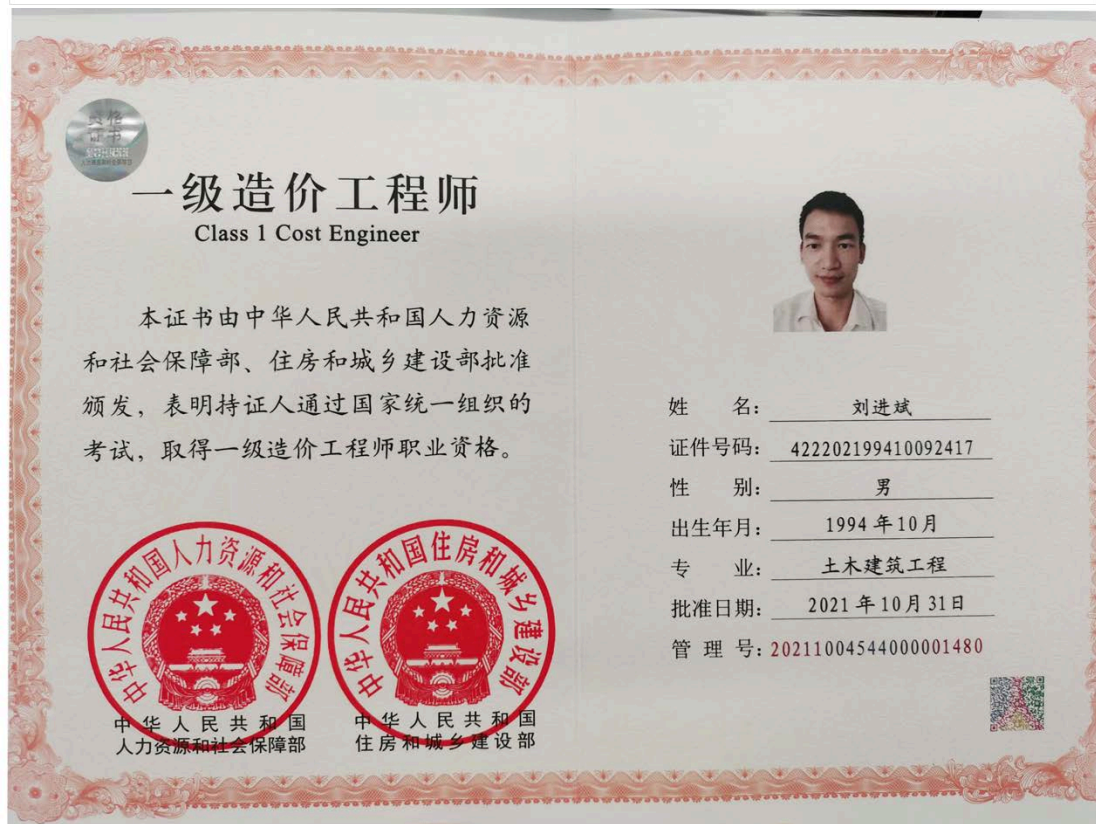 资格
证书
一级造价工程师
Class 1 Cost Engineer
本证书由中华人民共和国人力资源
和社会保障部、住房和城乡建设部批准
颁发，表明持证人通过国家统一组织的
考试，取得一级造价工程师职业资格。
中华人民共和国人力资源和社会保障部
中华人民共和国
人力资源和社会保障部
中华人民共和国住房和城乡建设部
中华人民共和国
住房和城乡建设部
姓 名： 刘进斌
证件号码： 422202199410092417
性 别： 男
出生年月： 1994年10月
专 业： 土木建筑工程
批准日期： 2021年10月31日
管 理 号: 20211004544000001480